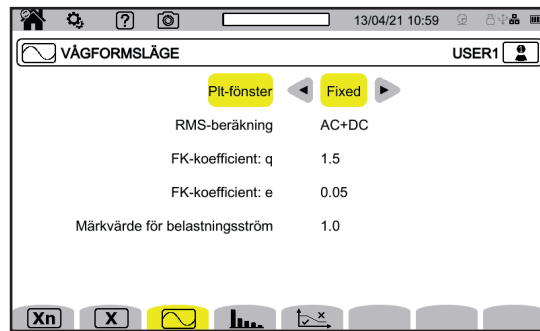 ? 13/04/21 10:59
VÅGFORMSLÄGE USER1
Plt-fönster Fixed
RMS-beräkning AC+DC
FK-koefficient: q 1.5
FK-koefficient: e 0.05
Märkvärde för belastningsström 1.0
Xn X